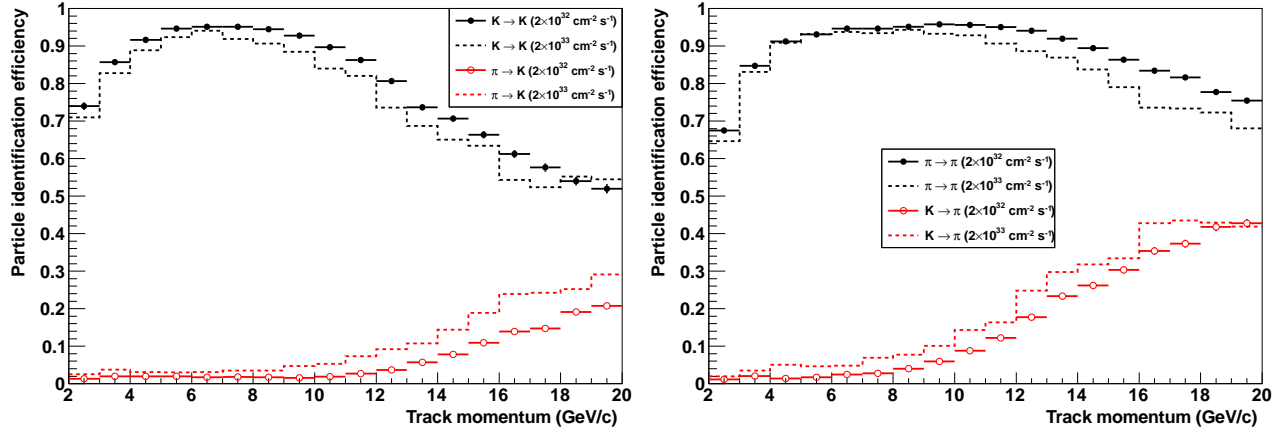 Particle identification efficiency
1
0.9
0.8
0.7
0.6
0.5
0.4
0.3
0.2
0.1
0
K → K (2×10³² cm⁻² s⁻¹)
K → K (2×10³³ cm⁻² s⁻¹)
π → K (2×10³² cm⁻² s⁻¹)
π → K (2×10³³ cm⁻² s⁻¹)
2 4 6 8 10 12 14 16 18 20
Track momentum (GeV/c)
Particle identification efficiency
1
0.9
0.8
0.7
0.6
0.5
0.4
0.3
0.2
0.1
0
π → π (2×10³² cm⁻² s⁻¹)
π → π (2×10³³ cm⁻² s⁻¹)
K → π (2×10³² cm⁻² s⁻¹)
K → π (2×10³³ cm⁻² s⁻¹)
2 4 6 8 10 12 14 16 18 20
Track momentum (GeV/c)